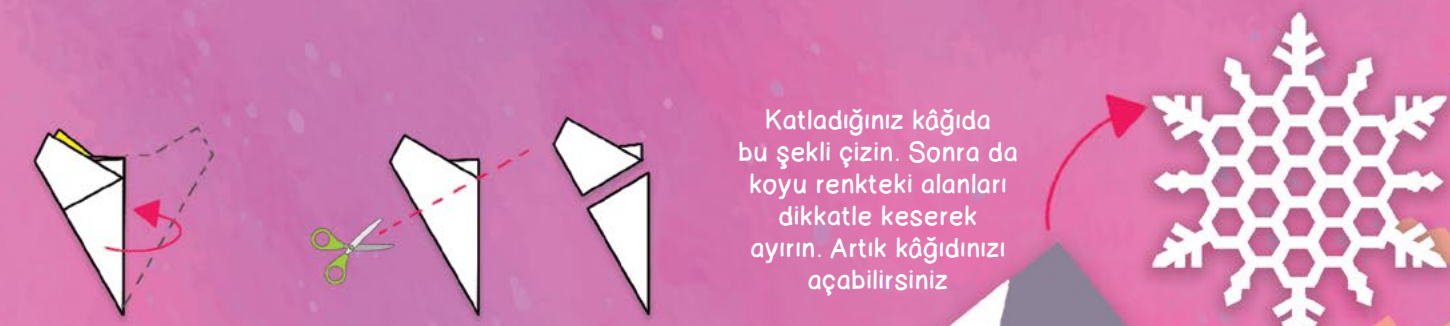 Katladığınız kâğıda
bu şekli çizin. Sonra da
koyu renkteki alanları
dikkatle keserek
ayırın. Artık kâğıdınızı
açabilirsiniz